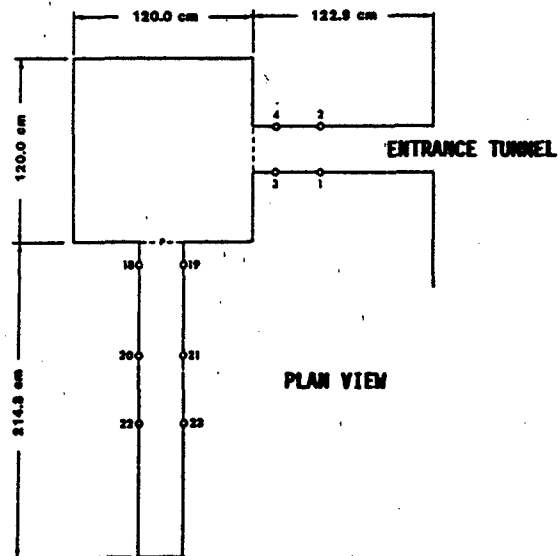 120.0 cm
122.9 cm
4
2
120.0 cm
ENTRANCE TUNNEL
3
1
P
18
19
20
21
PLAN VIEW
214.3 cm
22
23